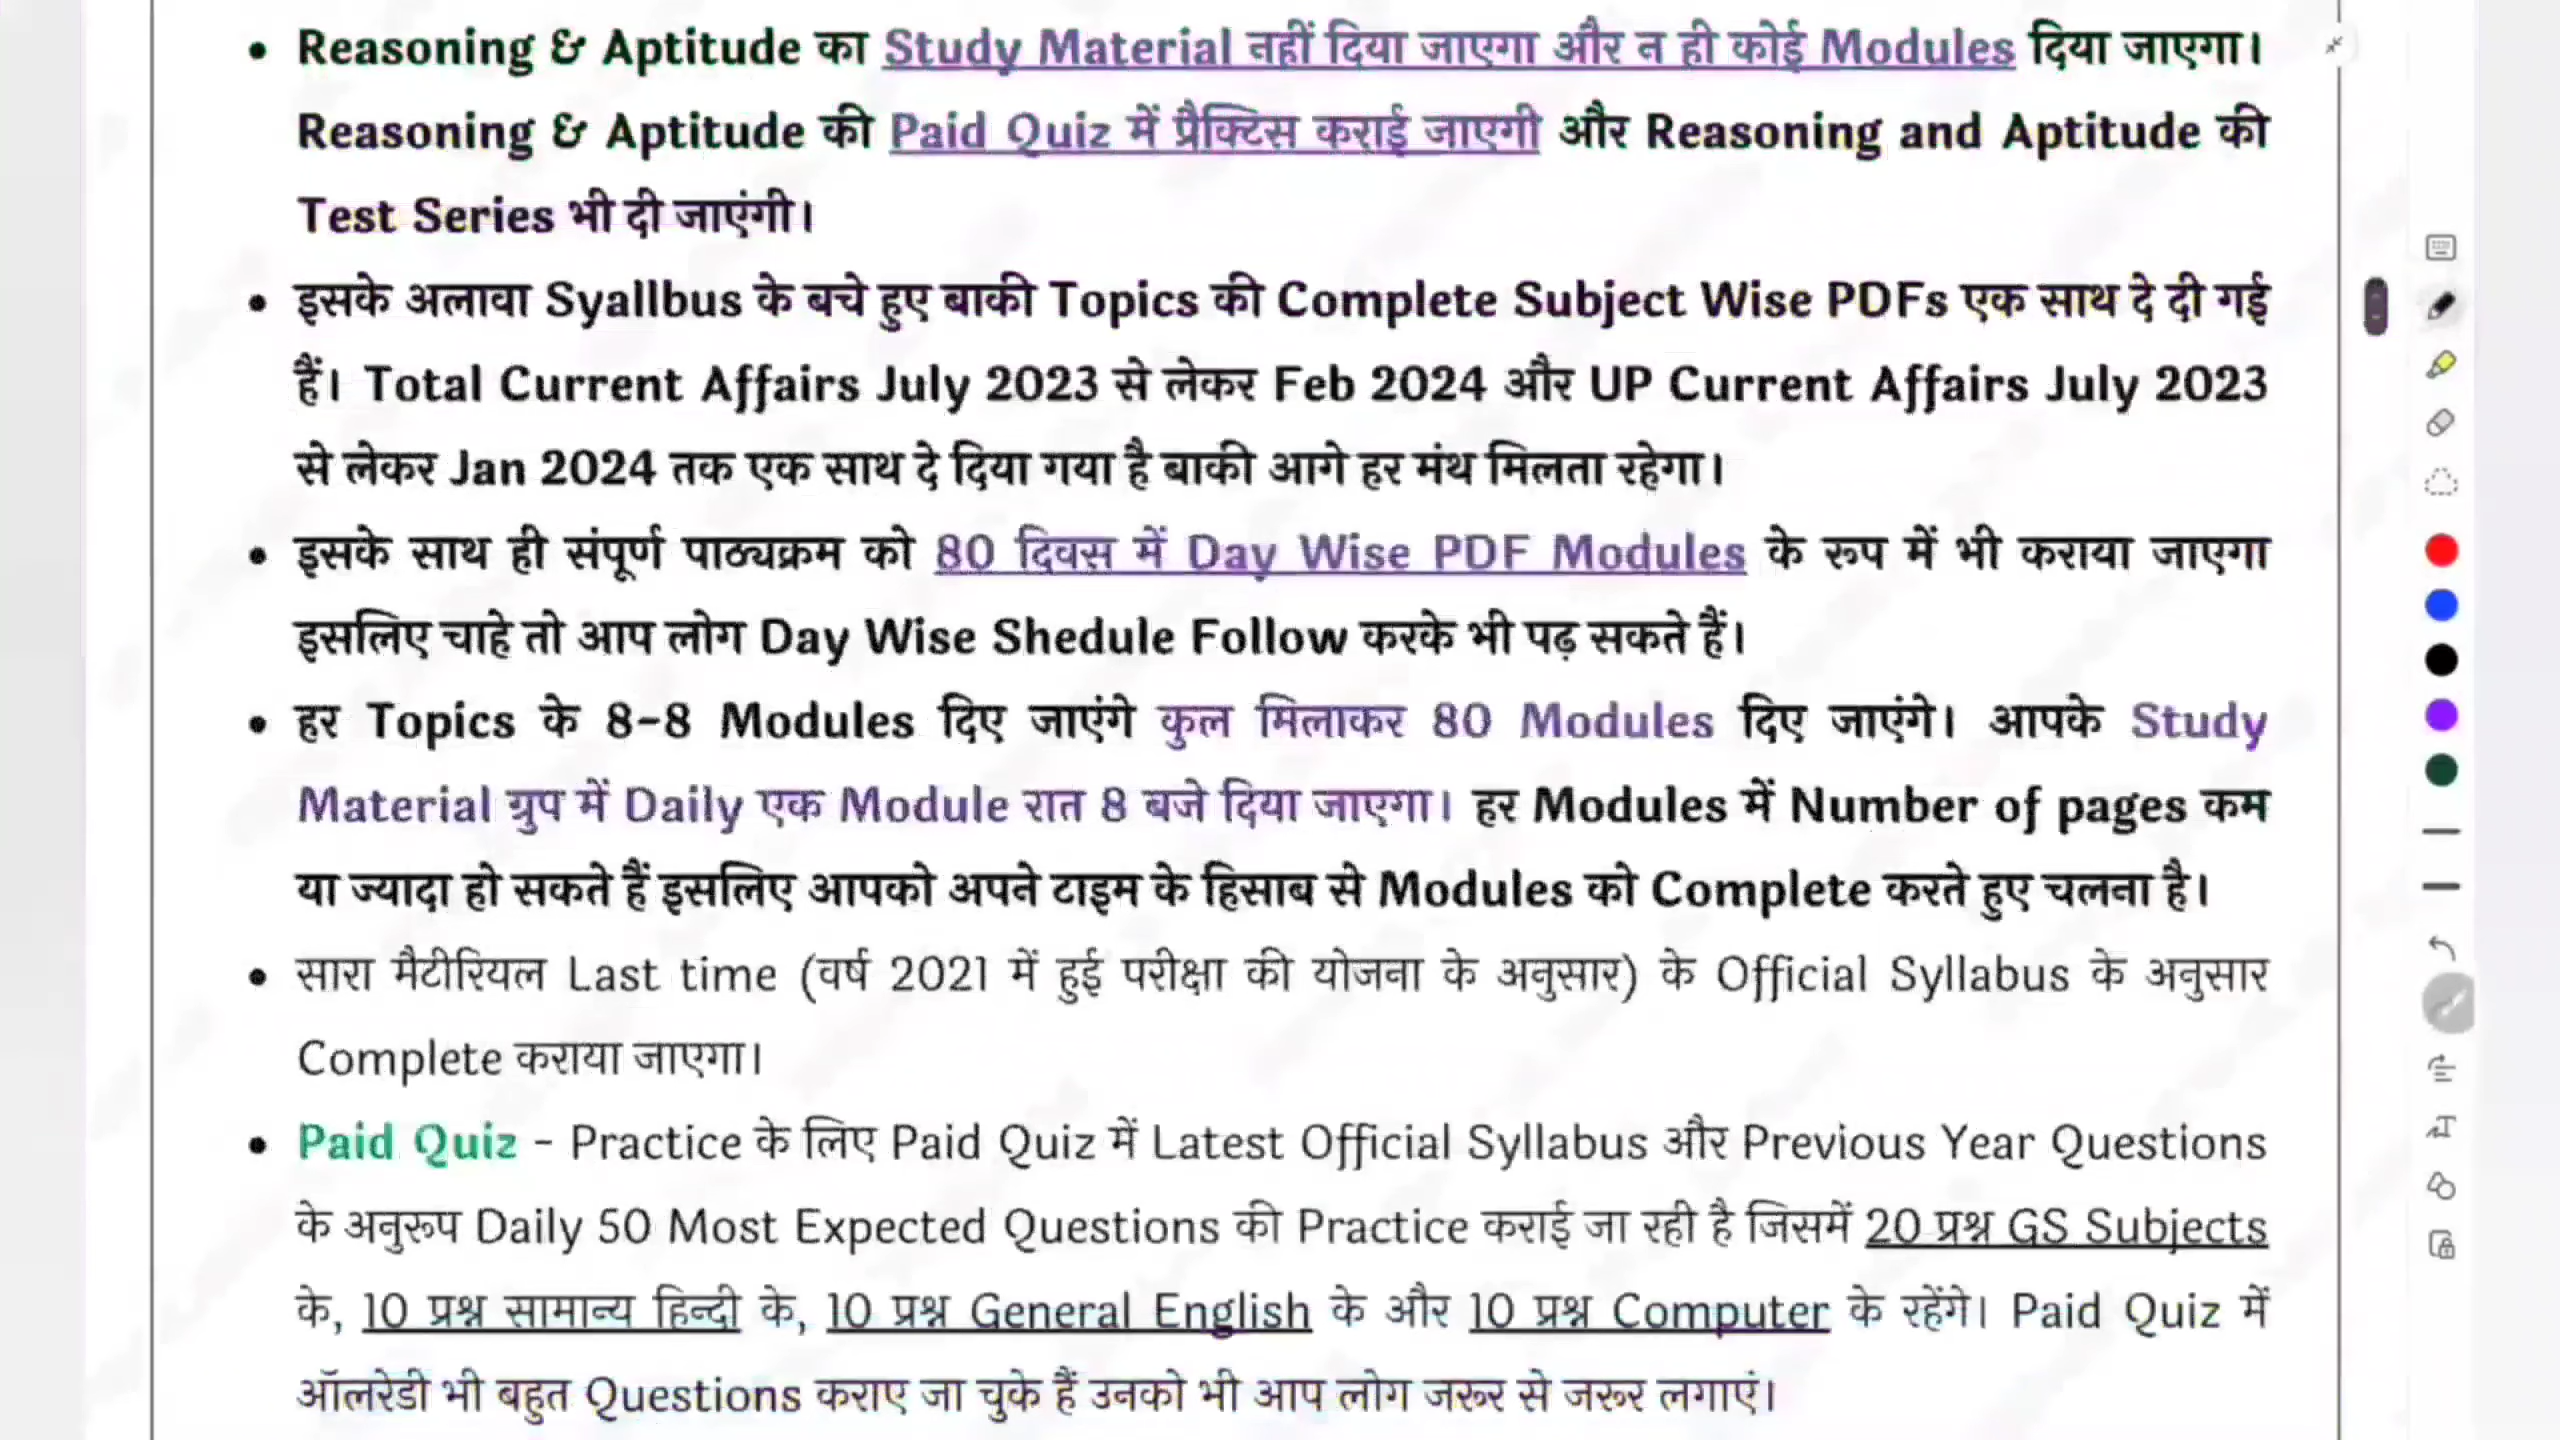 • Reasoning & Aptitude का Study Material नहीं दिया जाएगा और न ही कोई Modules दिया जाएगा।
Reasoning & Aptitude की Paid Quiz में प्रैक्टिस कराई जाएगी और Reasoning and Aptitude की
Test Series भी दी जाएंगी।
• इसके अलावा Syallbus के बचे हुए बाकी Topics की Complete Subject Wise PDFs एक साथ दे दी गई
हैं। Total Current Affairs July 2023 से लेकर Feb 2024 और UP Current Affairs July 2023
से लेकर Jan 2024 तक एक साथ दे दिया गया है बाकी आगे हर मंथ मिलता रहेगा।
• इसके साथ ही संपूर्ण पाठ्यक्रम को 80 दिवस में Day Wise PDF Modules के रूप में भी कराया जाएगा
इसलिए चाहे तो आप लोग Day Wise Shedule Follow करके भी पढ़ सकते हैं।
• हर Topics के 8-8 Modules दिए जाएंगे कुल मिलाकर 80 Modules दिए जाएंगे। आपके Study
Material ग्रुप में Daily एक Module रात 8 बजे दिया जाएगा। हर Modules में Number of pages कम
या ज्यादा हो सकते हैं इसलिए आपको अपने टाइम के हिसाब से Modules को Complete करते हुए चलना है।
• सारा मैटीरियल Last time (वर्ष 2021 में हुई परीक्षा की योजना के अनुसार) के Official Syllabus के अनुसार
Complete कराया जाएगा।
• Paid Quiz - Practice के लिए Paid Quiz में Latest Official Syllabus और Previous Year Questions
के अनुरूप Daily 50 Most Expected Questions की Practice कराई जा रही है जिसमें 20 प्रश्न GS Subjects
के, 10 प्रश्न सामान्य हिन्दी के, 10 प्रश्न General English के और 10 प्रश्न Computer के रहेंगे। Paid Quiz में
ऑलरेडी भी बहुत Questions कराए जा चुके हैं उनको भी आप लोग जरूर से जरूर लगाएं।